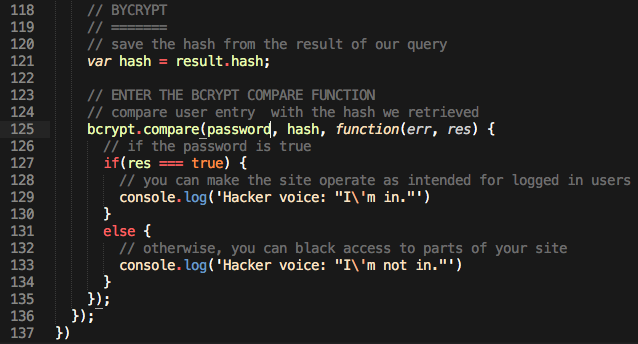 118 // BYCRYPT
119 // =======
120 // save the hash from the result of our query
121 var hash = result.hash;
122
123 // ENTER THE BCRYPT COMPARE FUNCTION
124 // compare user entry  with the hash we retrieved
125 bcrypt.compare(password, hash, function(err, res) {
126 // if the password is true
127 if(res === true) {
128 // you can make the site operate as intended for logged in users
129 console.log('Hacker voice: "I\'m in."')
130 }
131 else {
132 // otherwise, you can black access to parts of your site
133 console.log('Hacker voice: "I\'m not in."')
134 }
135 });
136 });
137 })